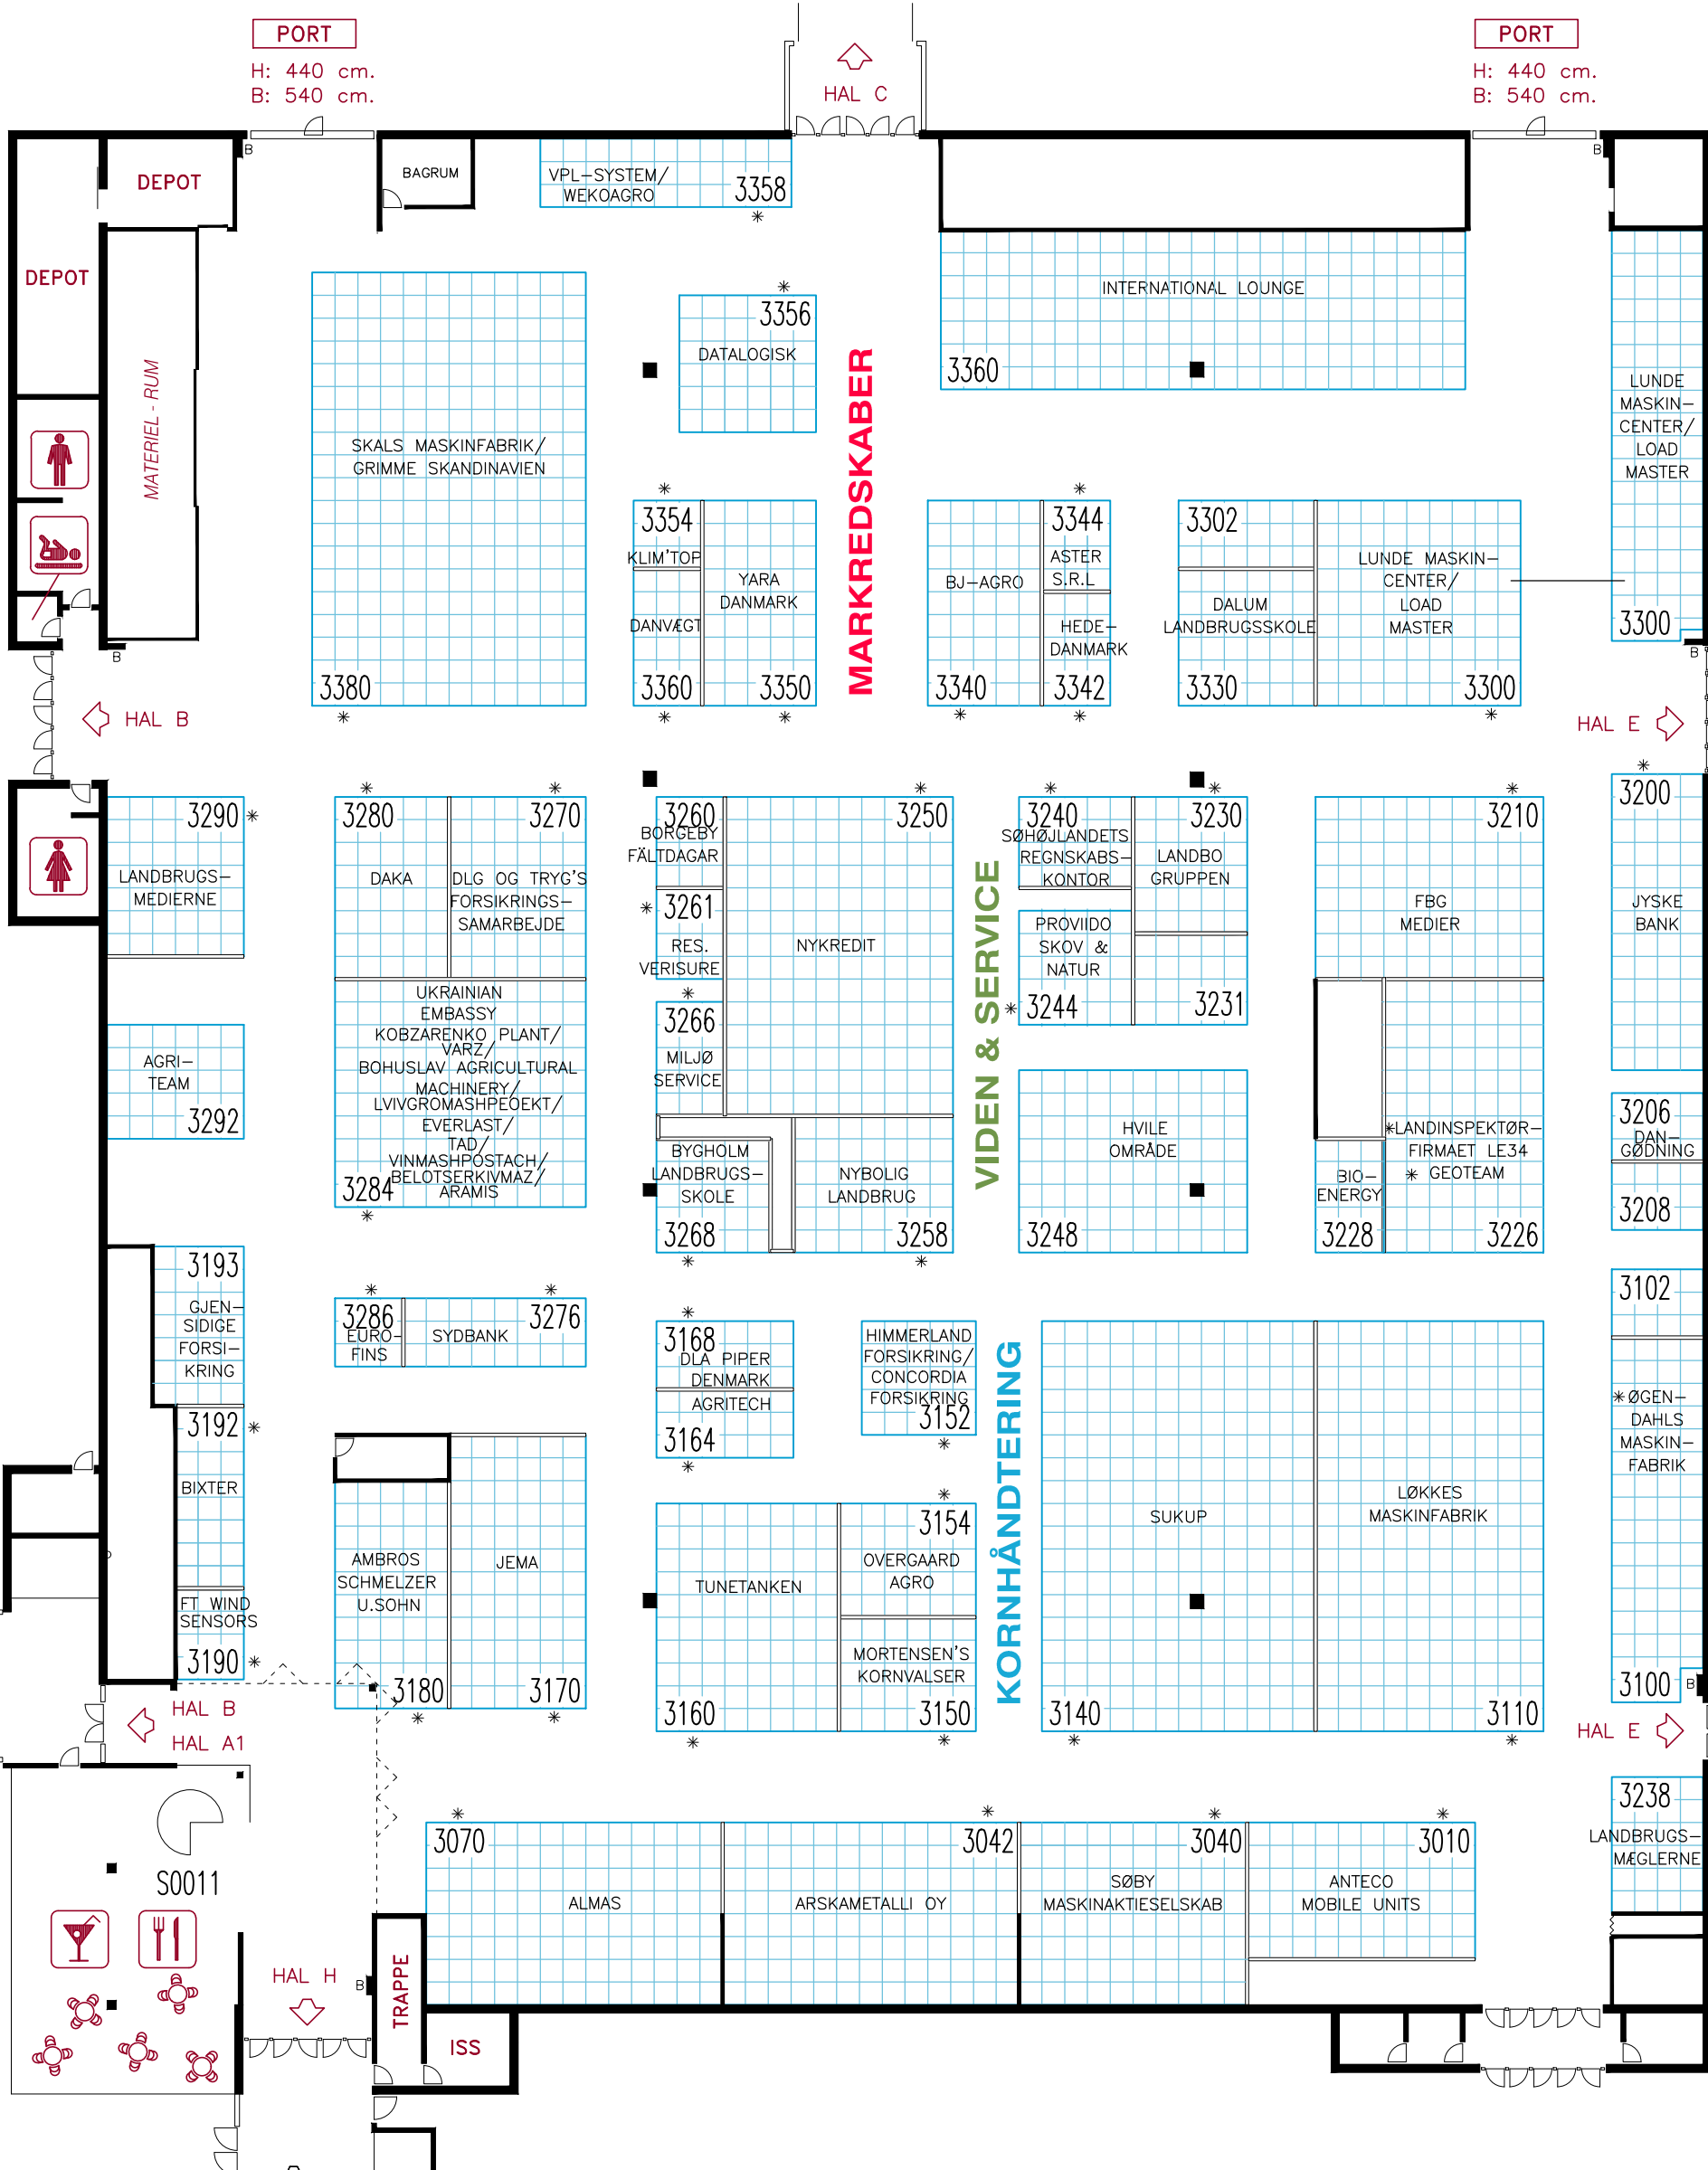 PORT
H: 440 cm.
B: 540 cm.
HAL C
PORT
H: 440 cm.
B: 540 cm.
B
B
DEPOT
DEPOT
BAGRUM
VPL-SYSTEM/
WEKOAGRO
3358
*
INTERNATIONAL LOUNGE
3360
*
3356
DATALOGISK
MATERIEL - RUM
SKALS MASKINFABRIK/
GRIMME SKANDINAVIEN
3380
*
MARKREDSKABER
LUNDE
MASKIN-
CENTER/
LOAD
MASTER
3300
B
*
3354
KLIM'TOP
DANVÆGT
3360
*
YARA
DANMARK
3350
*
BJ-AGRO
3340
*
*
3344
ASTER
S.R.L
HEDE-
DANMARK
3342
*
3302
DALUM
LANDBRUGSSKOLE
3330
LUNDE MASKIN-
CENTER/
LOAD
MASTER
3300
*
B
HAL B
HAL E
3290 *
LANDBRUGS-
MEDIERNE
*
3280
DAKA
*
3270
DLG OG TRYG'S
FORSIKRINGS-
SAMARBEJDE
3260
BORGEBY
FÄLTDAGAR
* 3261
RES.
VERISURE
*
3250
NYKREDIT
*
3266
MILJØ
SERVICE
VIDEN & SERVICE
*
3240
SØHØJLANDETS
REGNSKABS-
KONTOR
*
3230
LANDBO
GRUPPEN
PROVIIDO
SKOV &
NATUR
* 3244
3231
*
3210
FBG
MEDIER
*
3200
JYSKE
BANK
AGRI-
TEAM
3292
UKRAINIAN
EMBASSY
KOBZARENKO PLANT/
VARZ/
BOHUSLAV AGRICULTURAL
MACHINERY/
LVIVGROMASHPEOEKT/
EVERLAST/
TAD/
VINMASHPOSTACH/
BELOTSERKIVMAZ/
ARAMIS
3284
*
BYGHOLM
LANDBRUGS-
SKOLE
3268
*
NYBOLIG
LANDBRUG
3258
*
HVILE
OMRÅDE
3248
*LANDINSPEKTØR-
FIRMAET LE34
* GEOTEAM
3226
BIO-
ENERGY
3228
3206
DAN-
GØDNING
3208
3193
GJEN-
SIDIGE
FORSI-
KRING
3192 *
BIXTER
FT WIND
SENSORS
3190 *
*
3286
EURO-
FINS
*
3276
SYDBANK
*
3168
DLA PIPER
DENMARK
AGRITECH
3164
*
HIMMERLAND
FORSIKRING/
CONCORDIA
FORSIKRING
3152
*
KORNHÅNDTERING
3102
*ØGEN-
DAHLS
MASKIN-
FABRIK
3100
B
AMBROS
SCHMELZER
U.SOHN
3180
*
JEMA
3170
*
TUNETANKEN
3160
*
*
3154
OVERGAARD
AGRO
MORTENSEN'S
KORNVALSER
3150
*
SUKUP
3140
*
LØKKES
MASKINFABRIK
3110
*
HAL B
HAL A1
HAL E
3238
LANDBRUGS-
MÆGLERNE
*
3070
ALMAS
*
3042
ARSKAMETALLI OY
*
3040
SØBY
MASKINAKTIESELSKAB
*
3010
ANTECO
MOBILE UNITS
S0011
HAL H
B
TRAPPE
ISS